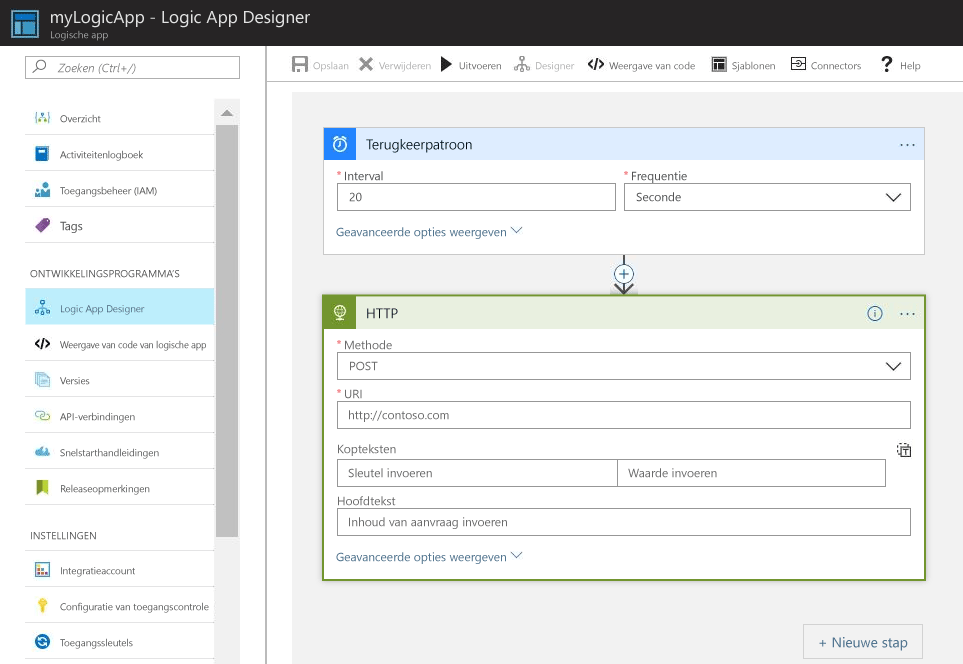 myLogicApp - Logic App Designer
Logische app
Zoeken (Ctrl+/)
Overzicht
Activiteitenlogboek
Toegangsbeheer (IAM)
Tags
ONTWIKKELINGSPROGRAMMA'S
Logic App Designer
Weergave van code van logische app
Versies
API-verbindingen
Snelstarthandleidingen
Releaseopmerkingen
INSTELLINGEN
Integratieaccount
Configuratie van toegangscontrole
Toegangssleutels
Opslaan Verwijderen Uitvoeren Designer Weergave van code Sjablonen Connectors ? Help
Terugkeerpatroon ...
* Interval * Frequentie
20 Seconde
Geavanceerde opties weergeven
HTTP ...
* Methode
POST
* URI
http://contoso.com
Kopteksten
Sleutel invoeren Waarde invoeren
Hoofdtekst
Inhoud van aanvraag invoeren
Geavanceerde opties weergeven
+ Nieuwe stap